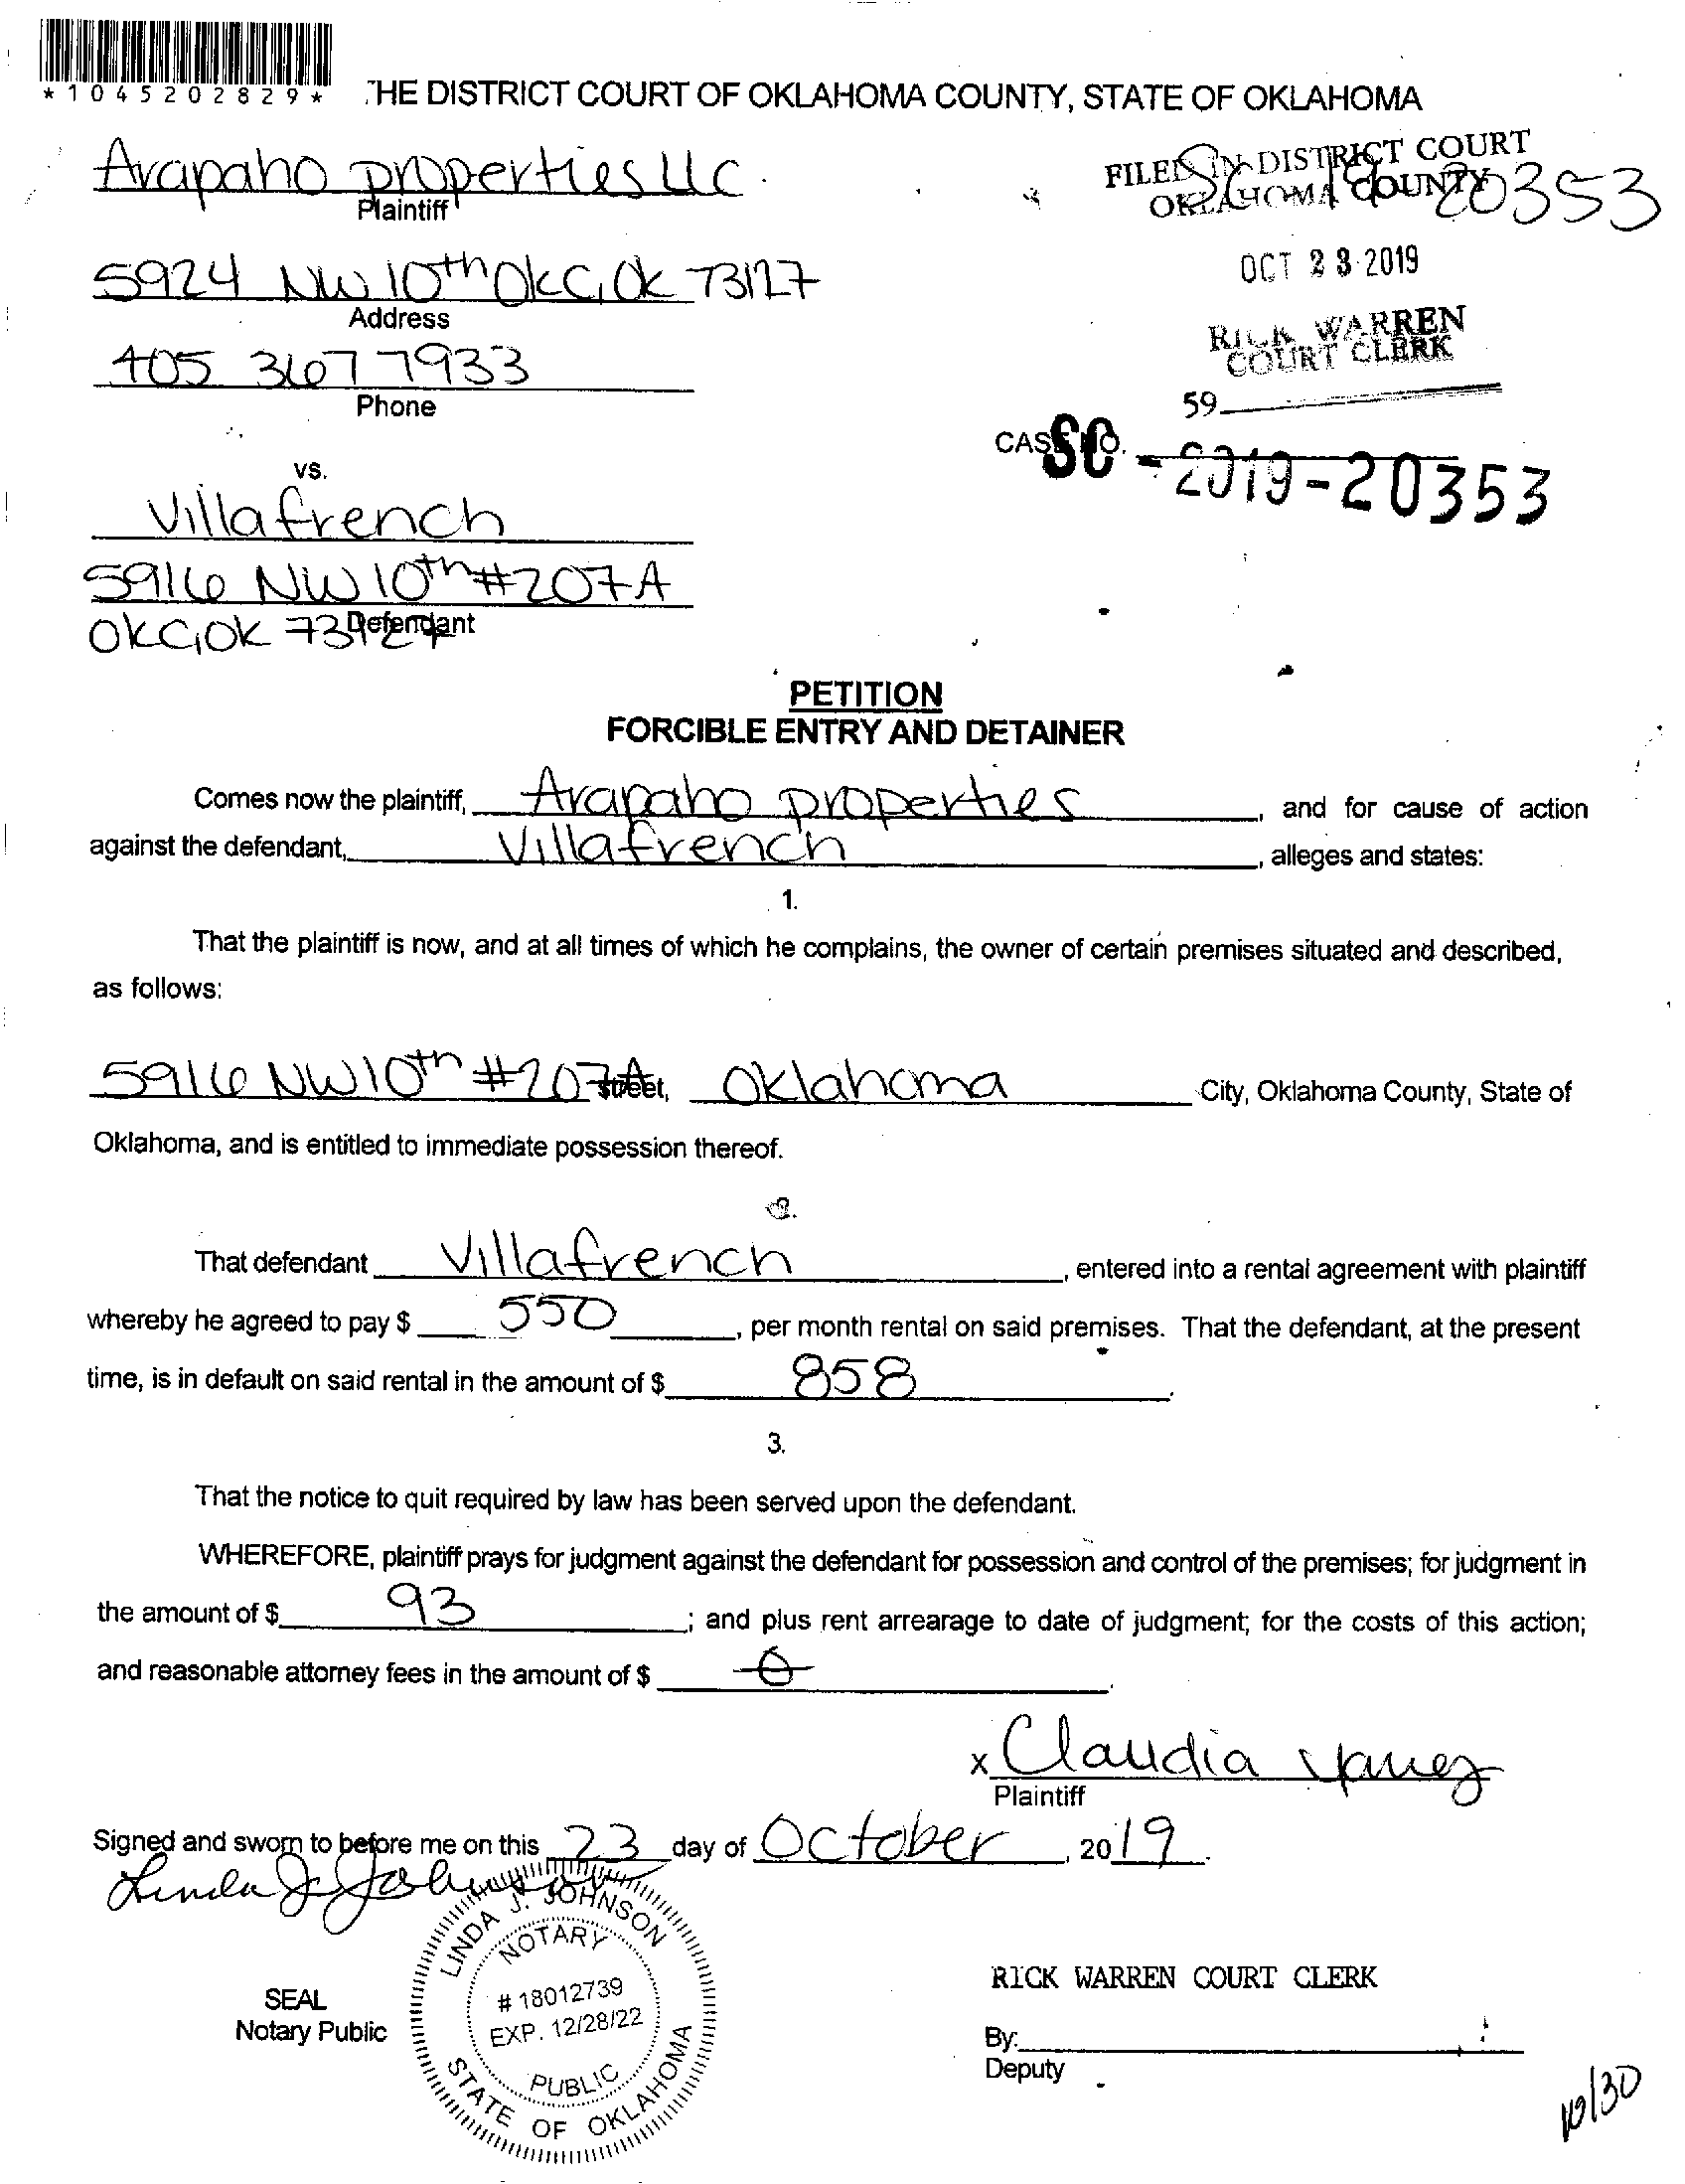 *1045202829*
THE DISTRICT COURT OF OKLAHOMA COUNTY, STATE OF OKLAHOMA
Arapaho properties LLC.
Plaintiff
FILED IN DISTRICT COURT
OKLAHOMA COUNTY
SC 19 20353
5924 NW 10th OKC, OK 73127
Address
OCT 23 2019
405 367 7933
Phone
RICK WARREN
COURT CLERK
59
CASE NO. SC-2019-20353
vs.
Villafrench
5916 NW 10th #207A
OKC, OK 73127
Defendant
PETITION
FORCIBLE ENTRY AND DETAINER
Comes now the plaintiff, Arapaho properties, and for cause of action
against the defendant, Villafrench, alleges and states:
1.
That the plaintiff is now, and at all times of which he complains, the owner of certain premises situated and described,
as follows:
5916 NW 10th #207A street, Oklahoma City, Oklahoma County, State of
Oklahoma, and is entitled to immediate possession thereof.
2.
That defendant Villafrench, entered into a rental agreement with plaintiff
whereby he agreed to pay $ 550, per month rental on said premises. That the defendant, at the present
time, is in default on said rental in the amount of $ 858.
3.
That the notice to quit required by law has been served upon the defendant.
WHEREFORE, plaintiff prays for judgment against the defendant for possession and control of the premises; for judgment in
the amount of $ 93; and plus rent arrearage to date of judgment; for the costs of this action;
and reasonable attorney fees in the amount of $ 0.
x Claudia Yanez
Plaintiff
Signed and sworn to before me on this 23 day of October, 2019.
Linda J Johnson
LINDA J. JOHNSON
NOTARY
# 18012739
EXP. 12/28/22
PUBLIC
STATE OF OKLAHOMA
SEAL
Notary Public
RICK WARREN COURT CLERK
By:
Deputy
10/30